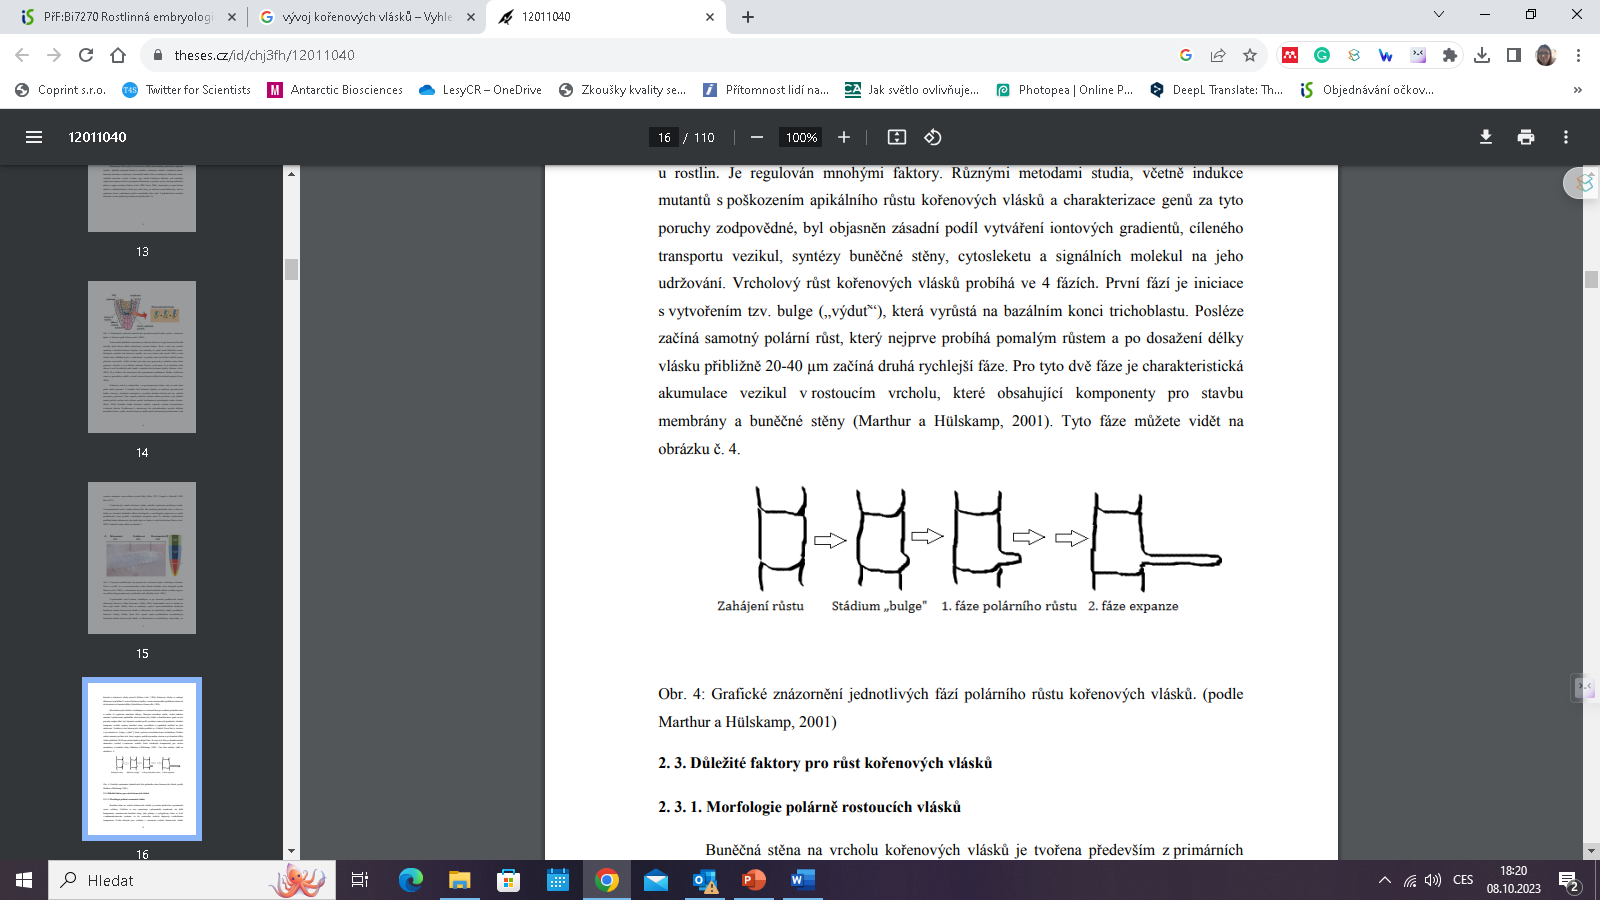 PřF:Bi7270 Rostlinná embryologi
vývoj kořenových vlásků – Vyhle
12011040
theses.cz/id/chj3fh/12011040
Coprint s.r.o.
Twitter for Scientists
Antarctic Biosciences
LesyCR – OneDrive
Zkoušky kvality se...
Přítomnost lidí na...
Jak světlo ovlivňuje...
Photopea | Online P...
DeepL Translate: Th...
Objednávání očkov...
12011040
16 / 110
100%
13
14
15
16
u rostlin. Je regulován mnohými faktory. Různými metodami studia, včetně indukce
mutantů s poškozením apikálního růstu kořenových vlásků a charakterizace genů za tyto
poruchy zodpovědné, byl objasněn zásadní podíl vytváření iontových gradientů, cíleného
transportu vezikul, syntézy buněčné stěny, cytosleketu a signálních molekul na jeho
udržování. Vrcholový růst kořenových vlásků probíhá ve 4 fázích. První fází je iniciace
s vytvořením tzv. bulge („výduť“), která vyrůstá na bazálním konci trichoblastu. Posléze
začíná samotný polární růst, který nejprve probíhá pomalým růstem a po dosažení délky
vlásku přibližně 20-40 µm začíná druhá rychlejší fáze. Pro tyto dvě fáze je charakteristická
akumulace vezikul v rostoucím vrcholu, které obsahující komponenty pro stavbu
membrány a buněčné stěny (Marthur a Hülskamp, 2001). Tyto fáze můžete vidět na
obrázku č. 4.
Zahájení růstu
Stádium „bulge"
1. fáze polárního růstu
2. fáze expanze
Obr. 4: Grafické znázornění jednotlivých fází polárního růstu kořenových vlásků. (podle
Marthur a Hülskamp, 2001)
2. 3. Důležité faktory pro růst kořenových vlásků
2. 3. 1. Morfologie polárně rostoucích vlásků
Buněčná stěna na vrcholu kořenových vlásků je tvořena především z primárních
Hledat
CES
18:20
08.10.2023
2